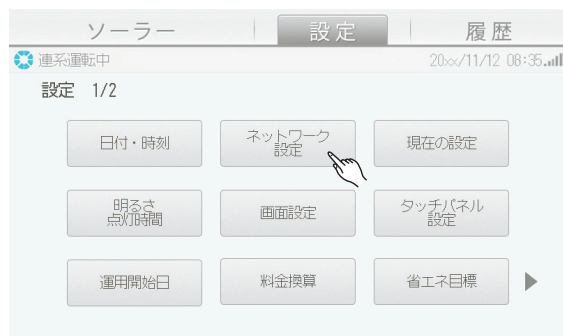 ソーラー 設定 履歴
連系運転中 20xx/11/12 08:35
設定 1/2
日付・時刻
ネットワーク
設定
現在の設定
明るさ
点灯時間
画面設定
タッチパネル
設定
運用開始日
料金換算
省エネ目標